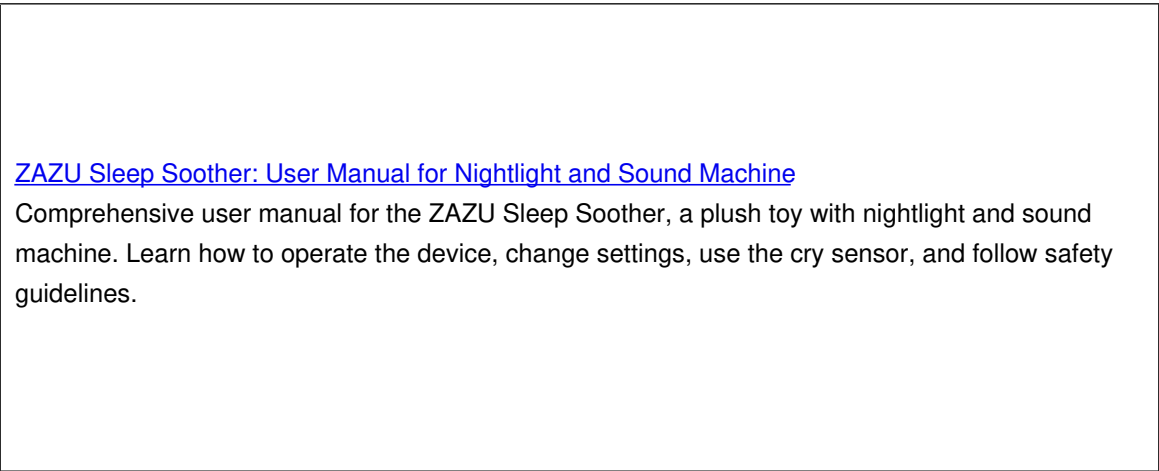 ZAZU Sleep Soother: User Manual for Nightlight and Sound Machine
Comprehensive user manual for the ZAZU Sleep Soother, a plush toy with nightlight and sound
machine. Learn how to operate the device, change settings, use the cry sensor, and follow safety
guidelines.